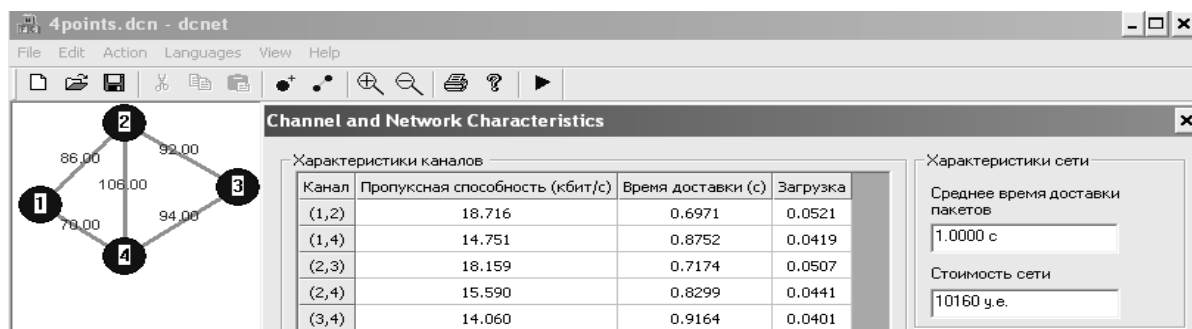 4points.dcn - dcnet
File Edit Action Languages View Help
2
86,00
92,00
106,00
3
1
94,00
70,00
4
Channel and Network Characteristics
Характеристики каналов
Канал Пропуксная способность (кбит/с) Время доставки (с) Загрузка
(1,2) 18.716 0.6971 0.0521
(1,4) 14.751 0.8752 0.0419
(2,3) 18.159 0.7174 0.0507
(2,4) 15.590 0.8299 0.0441
(3,4) 14.060 0.9164 0.0401
Характеристики сети
Среднее время доставки
пакетов
1.0000 с
Стоимость сети
10160 у.е.